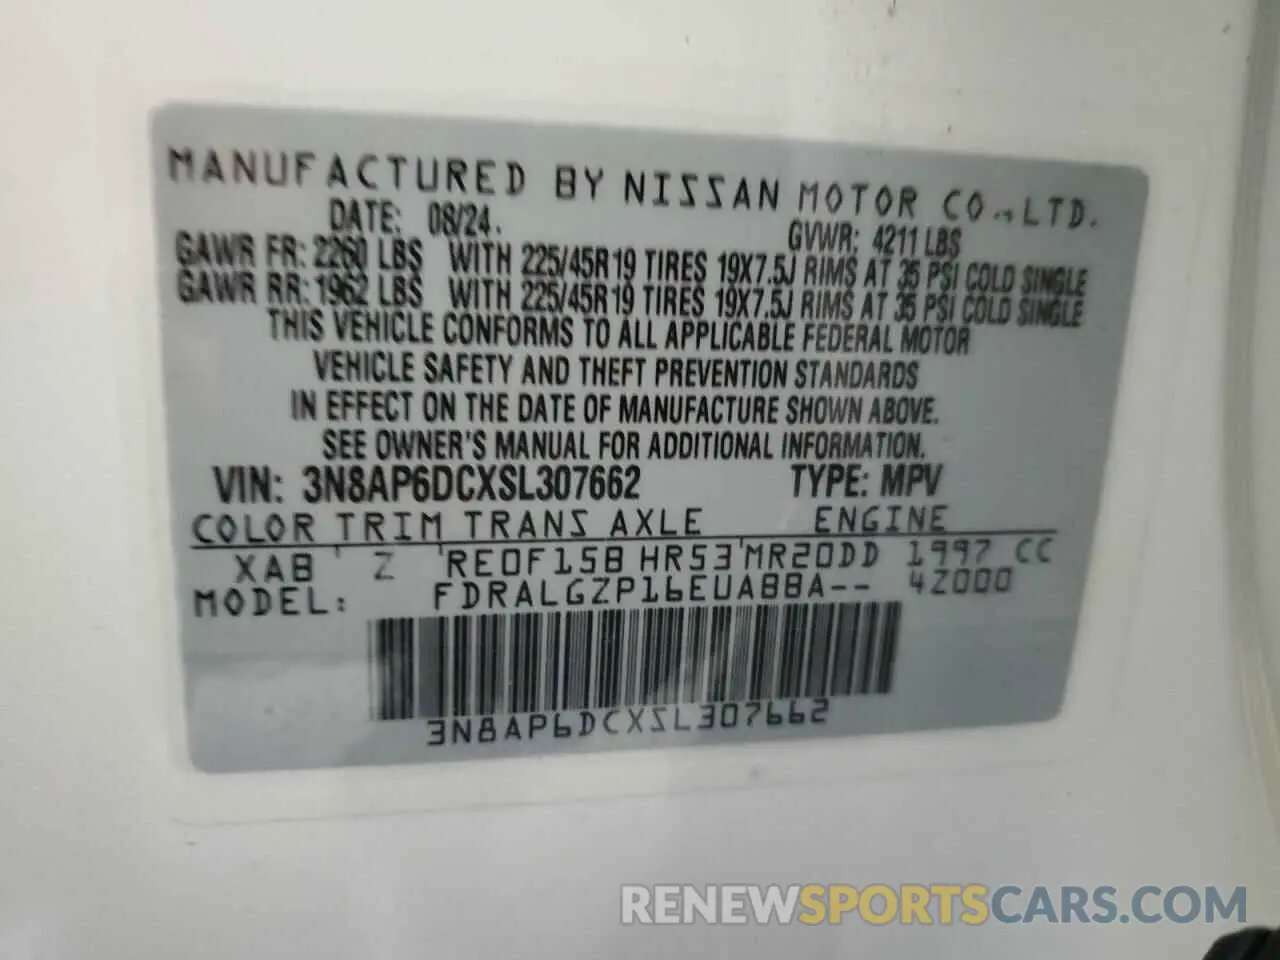 MANUFACTURED BY NISSAN MOTOR CO., LTD.
DATE: 08/24. GVWR: 4211 LBS
GAWR FR: 2260 LBS WITH 225/45R19 TIRES 19X7.5J RIMS AT 35 PSI COLD SINGLE
GAWR RR: 1962 LBS WITH 225/45R19 TIRES 19X7.5J RIMS AT 35 PSI COLD SINGLE
THIS VEHICLE CONFORMS TO ALL APPLICABLE FEDERAL MOTOR
VEHICLE SAFETY AND THEFT PREVENTION STANDARDS
IN EFFECT ON THE DATE OF MANUFACTURE SHOWN ABOVE.
SEE OWNER'S MANUAL FOR ADDITIONAL INFORMATION.
VIN: 3N8AP6DCXSL307662 TYPE: MPV
COLOR TRIM TRANS AXLE ENGINE
XAB Z RE0F15B HR53 MR20DD 1997 CC
MODEL: FDRALGZP16EUABBA-- 4Z000
3N8AP6DCXSL307662
RENEWSPORTSCARS.COM